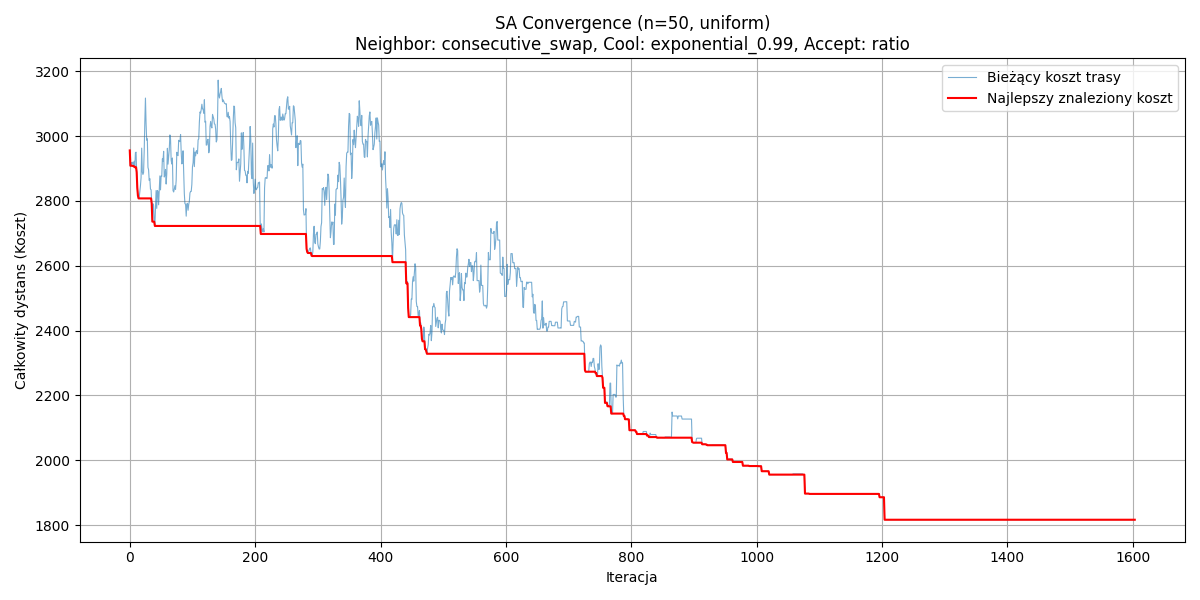 SA Convergence (n=50, uniform)
Neighbor: consecutive_swap, Cool: exponential_0.99, Accept: ratio
Bieżący koszt trasy
Najlepszy znaleziony koszt
Całkowity dystans (Koszt)
3200
3000
2800
2600
2400
2200
2000
1800
0 200 400 600 800 1000 1200 1400 1600
Iteracja